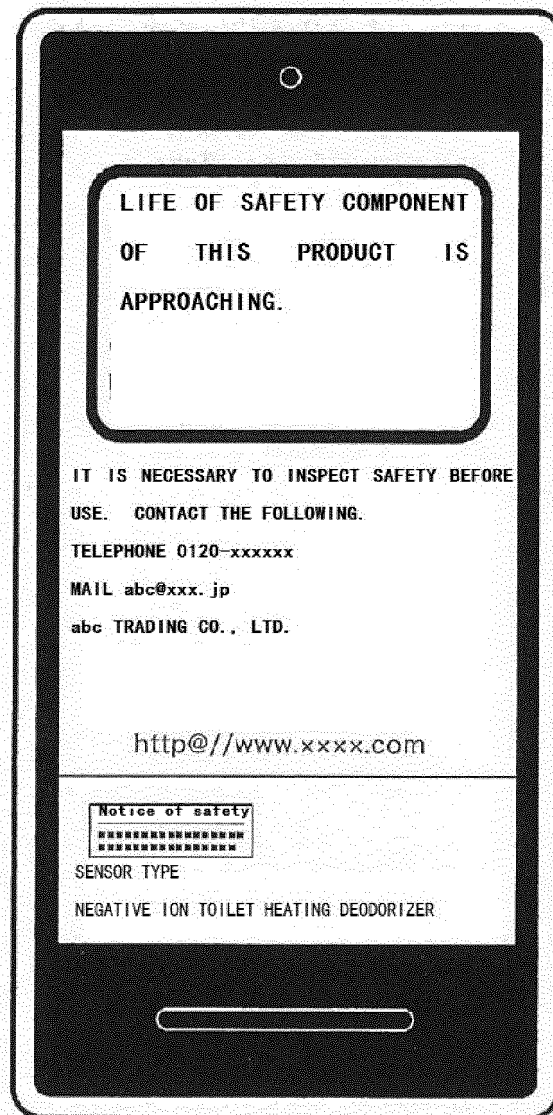 LIFE OF SAFETY COMPONENT
OF THIS PRODUCT IS
APPROACHING.
IT IS NECESSARY TO INSPECT SAFETY BEFORE
USE. CONTACT THE FOLLOWING.
TELEPHONE 0120-xxxxxx
MAIL abc@xxx.jp
abc TRADING CO., LTD.
http@//www.xxxx.com
Notice of safety
SENSOR TYPE
NEGATIVE ION TOILET HEATING DEODORIZER